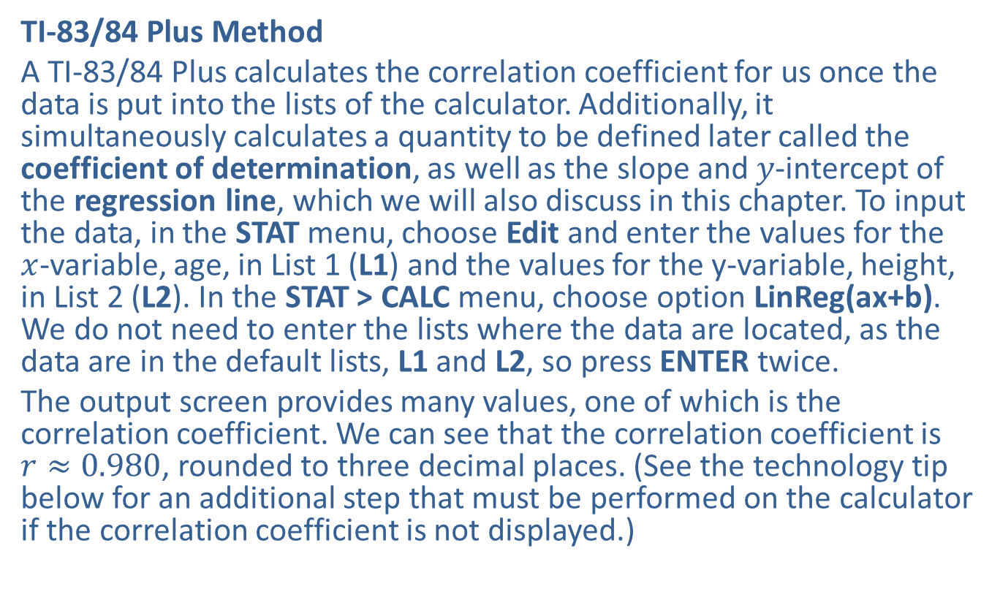 TI-83/84 Plus Method
A TI-83/84 Plus calculates the correlation coefficient for us once the
data is put into the lists of the calculator. Additionally, it
simultaneously calculates a quantity to be defined later called the
coefficient of determination, as well as the slope and y-intercept of
the regression line, which we will also discuss in this chapter. To input
the data, in the STAT menu, choose Edit and enter the values for the
x-variable, age, in List 1 (L1) and the values for the y-variable, height,
in List 2 (L2). In the STAT > CALC menu, choose option LinReg(ax+b).
We do not need to enter the lists where the data are located, as the
data are in the default lists, L1 and L2, so press ENTER twice.
The output screen provides many values, one of which is the
correlation coefficient. We can see that the correlation coefficient is
r ≈ 0.980, rounded to three decimal places. (See the technology tip
below for an additional step that must be performed on the calculator
if the correlation coefficient is not displayed.)